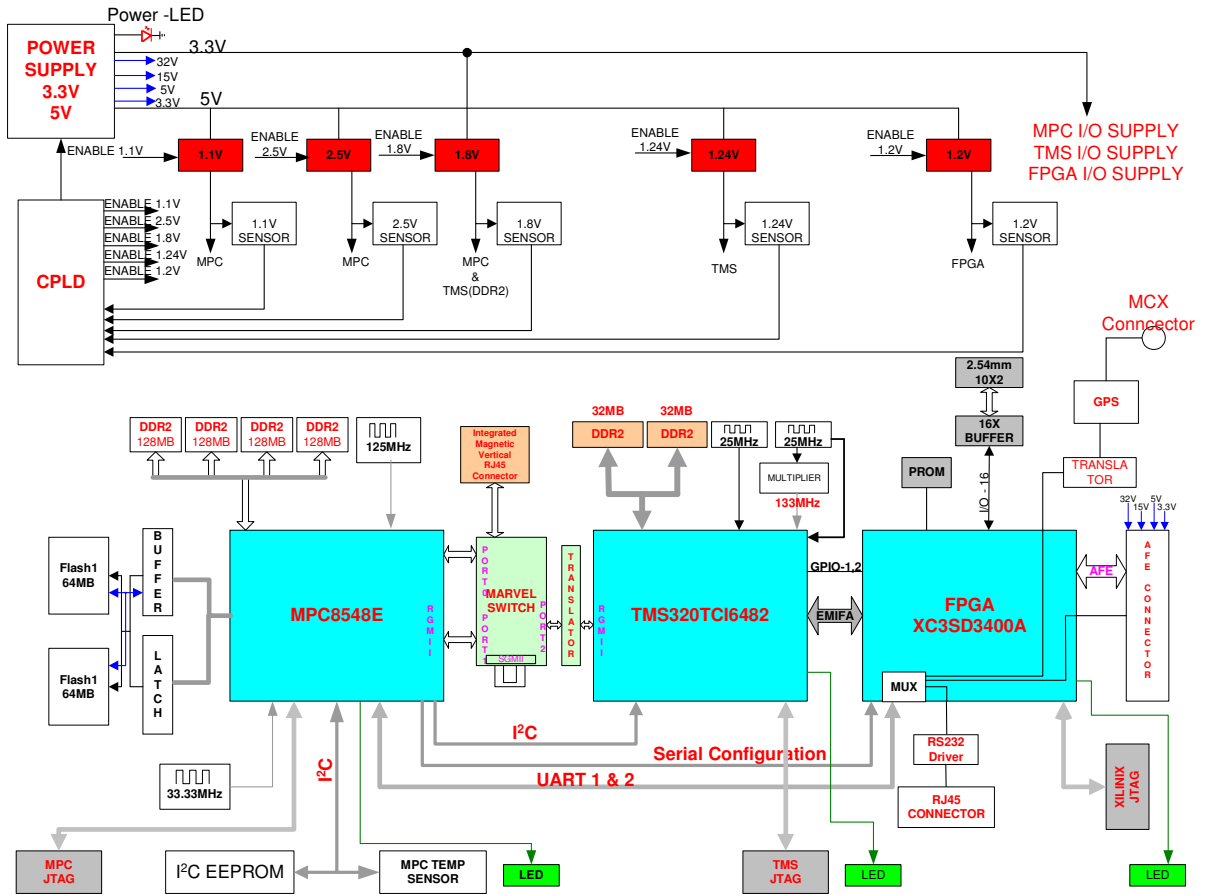 Power -LED
POWER
SUPPLY
3.3V
5V
3.3V
32V
15V
5V
3.3V
5V
ENABLE 1.1V
1.1V
ENABLE
2.5V
2.5V
ENABLE
1.8V
1.8V
ENABLE
1.24V
1.24V
ENABLE
1.2V
1.2V
MPC I/O SUPPLY
TMS I/O SUPPLY
FPGA I/O SUPPLY
CPLD
ENABLE 1.1V
ENABLE 2.5V
ENABLE 1.8V
ENABLE 1.24V
ENABLE 1.2V
1.1V
SENSOR
MPC
2.5V
SENSOR
MPC
1.8V
SENSOR
MPC
&
TMS(DDR2)
1.24V
SENSOR
TMS
1.2V
SENSOR
FPGA
MCX
Conncector
2.54mm
10X2
GPS
16X
BUFFER
TRANSLA
TOR
PROM
I/O - 16
DDR2
128MB
DDR2
128MB
DDR2
128MB
DDR2
128MB
125MHz
Integrated
Magnetic
Vertical
RJ45
Connector
32MB
DDR2
32MB
DDR2
25MHz
25MHz
MULTIPLIER
133MHz
32V
15V
5V
3.3V
Flash1
64MB
Flash1
64MB
BUFFER
LATCH
MPC8548E
RGMII
PORT0
PORT1
MARVEL
SWITCH
PORT2
SGMII
TRANSLATOR
RGMII
TMS320TCI6482
GPIO-1,2
EMIFA
FPGA
XC3SD3400A
MUX
AFE
AFE CONNECTOR
I²C
Serial Configuration
UART 1 & 2
33.33MHz
I²C
RS232
Driver
RJ45
CONNECTOR
XILINIX
JTAG
MPC
JTAG
I²C EEPROM
MPC TEMP
SENSOR
LED
TMS
JTAG
LED
LED